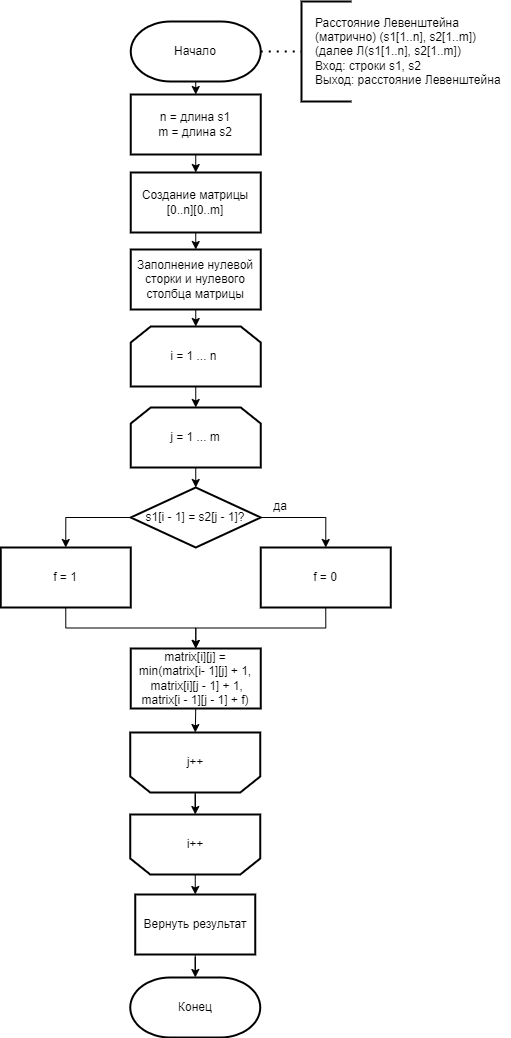 Начало
Расстояние Левенштейна
(матрично) (s1[1..n], s2[1..m])
(далее Л(s1[1..n], s2[1..m])
Вход: строки s1, s2
Выход: расстояние Левенштейна
n = длина s1
m = длина s2
Создание матрицы
[0..n][0..m]
Заполнение нулевой
сторки и нулевого
столбца матрицы
i = 1 ... n
j = 1 ... m
s1[i - 1] = s2[j - 1]?
да
f = 1
f = 0
matrix[i][j] =
min(matrix[i- 1][j] + 1,
matrix[i][j - 1] + 1,
matrix[i - 1][j - 1] + f)
j++
i++
Вернуть результат
Конец